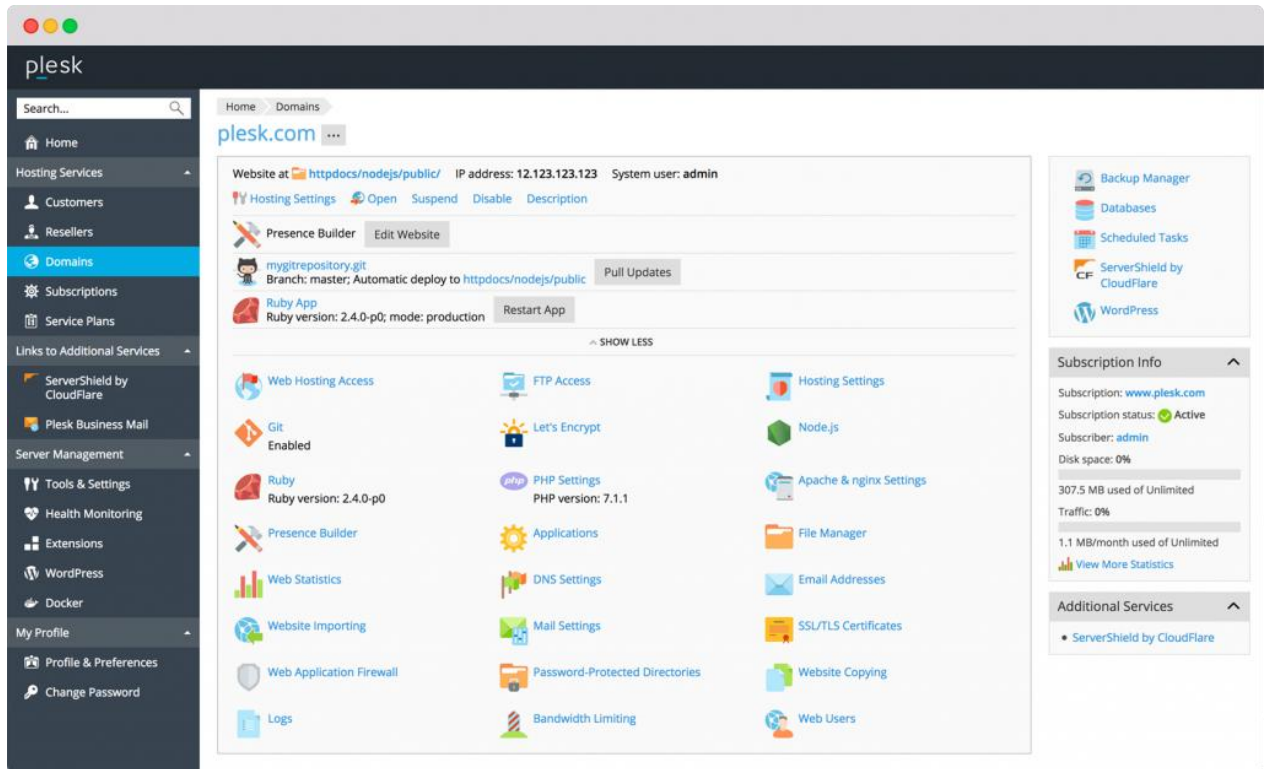 plesk
Search...
Home
Hosting Services
Customers
Resellers
Domains
Subscriptions
Service Plans
Links to Additional Services
ServerShield by
CloudFlare
Plesk Business Mail
Server Management
Tools & Settings
Health Monitoring
Extensions
WordPress
Docker
My Profile
Profile & Preferences
Change Password
Home Domains
plesk.com ...
Website at httpdocs/nodejs/public/ IP address: 12.123.123.123 System user: admin
Hosting Settings Open Suspend Disable Description
Presence Builder Edit Website
mygitrepository.git
Branch: master; Automatic deploy to httpdocs/nodejs/public Pull Updates
Ruby App
Ruby version: 2.4.0-p0; mode: production Restart App
SHOW LESS
Web Hosting Access FTP Access Hosting Settings
Git Let's Encrypt Node.js
Enabled
Ruby php PHP Settings Apache & nginx Settings
Ruby version: 2.4.0-p0 PHP version: 7.1.1
Presence Builder Applications File Manager
Web Statistics DNS Settings Email Addresses
Website Importing Mail Settings SSL/TLS Certificates
Web Application Firewall Password-Protected Directories Website Copying
Logs Bandwidth Limiting Web Users
Backup Manager
Databases
Scheduled Tasks
CF ServerShield by
CloudFlare
WordPress
Subscription Info
Subscription: www.plesk.com
Subscription status: Active
Subscriber: admin
Disk space: 0%
307.5 MB used of Unlimited
Traffic: 0%
1.1 MB/month used of Unlimited
View More Statistics
Additional Services
• ServerShield by CloudFlare